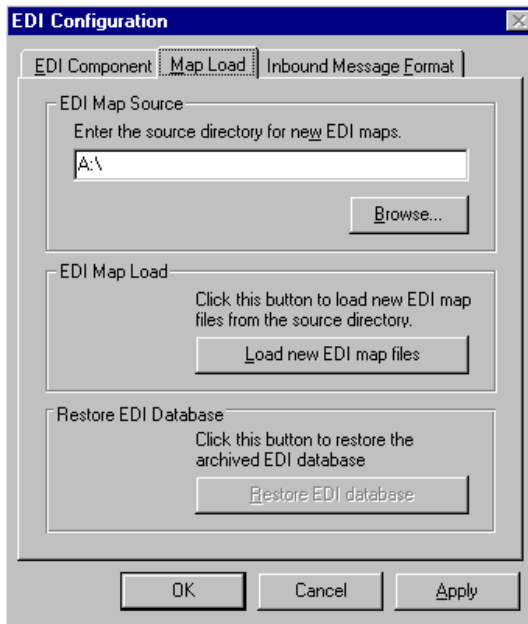 EDI Configuration
EDI Component Map Load Inbound Message Format
EDI Map Source
Enter the source directory for new EDI maps.
A:\
Browse...
EDI Map Load
Click this button to load new EDI map
files from the source directory.
Load new EDI map files
Restore EDI Database
Click this button to restore the
archived EDI database
Restore EDI database
OK Cancel Apply